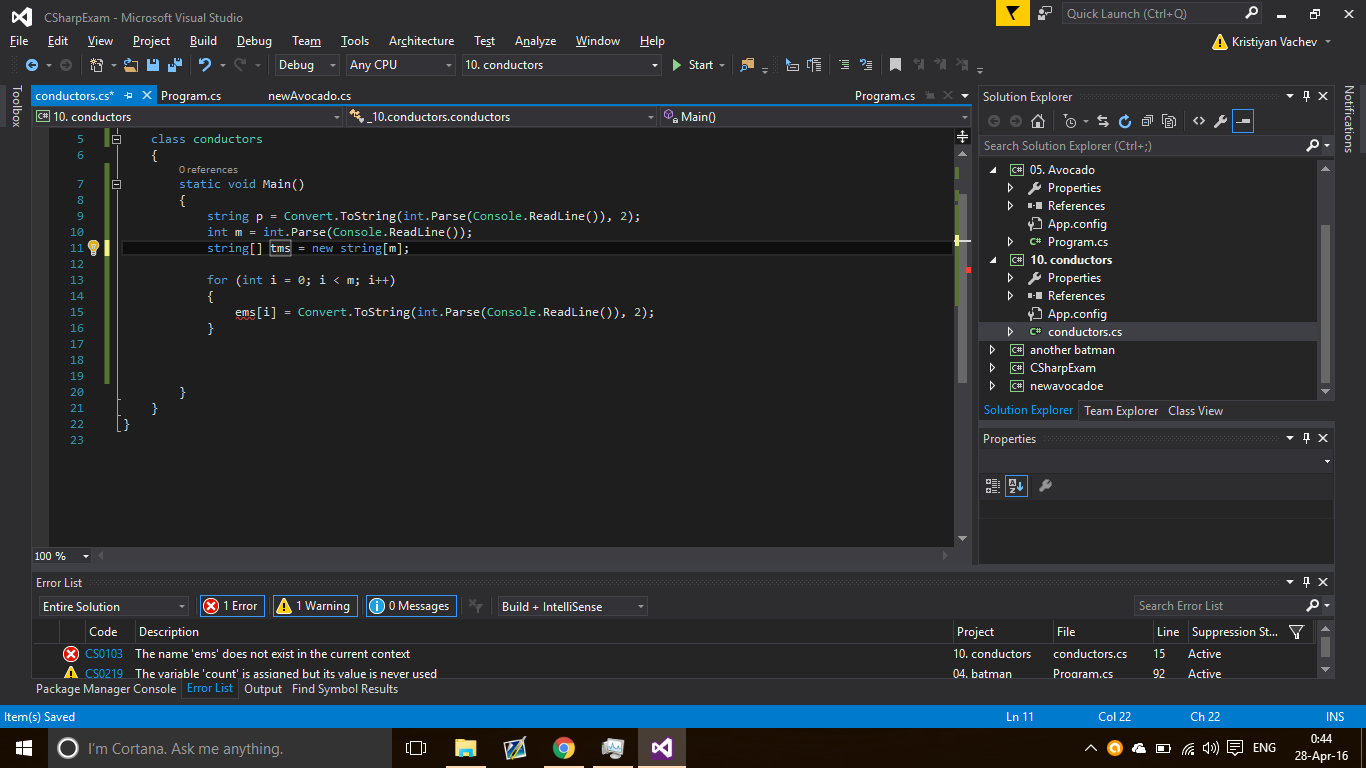 CSharpExam - Microsoft Visual Studio
Quick Launch (Ctrl+Q)
File Edit View Project Build Debug Team Tools Architecture Test Analyze Window Help
Kristiyan Vachev
Debug Any CPU 10. conductors Start
Toolbox
conductors.cs* Program.cs newAvocado.cs Program.cs
10. conductors _10.conductors.conductors Main()
5 class conductors
6 {
0 references
7 static void Main()
8 {
9 string p = Convert.ToString(int.Parse(Console.ReadLine()), 2);
10 int m = int.Parse(Console.ReadLine());
11 string[] tms = new string[m];
12
13 for (int i = 0; i < m; i++)
14 {
15 ems[i] = Convert.ToString(int.Parse(Console.ReadLine()), 2);
16 }
17
18
19
20 }
21 }
22 }
23
100 %
Solution Explorer
Search Solution Explorer (Ctrl+;)
C# 05. Avocado
Properties
References
App.config
C# Program.cs
C# 10. conductors
Properties
References
App.config
C# conductors.cs
C# another batman
C# CSharpExam
C# newavocadoe
Solution Explorer Team Explorer Class View
Properties
Notifications
Error List
Entire Solution 1 Error 1 Warning 0 Messages Build + IntelliSense Search Error List
Code Description Project File Line Suppression St...
CS0103 The name 'ems' does not exist in the current context 10. conductors conductors.cs 15 Active
CS0219 The variable 'count' is assigned but its value is never used 04. batman Program.cs 92 Active
Package Manager Console Error List Output Find Symbol Results
Item(s) Saved Ln 11 Col 22 Ch 22 INS
I'm Cortana. Ask me anything.
ENG
0:44
28-Apr-16